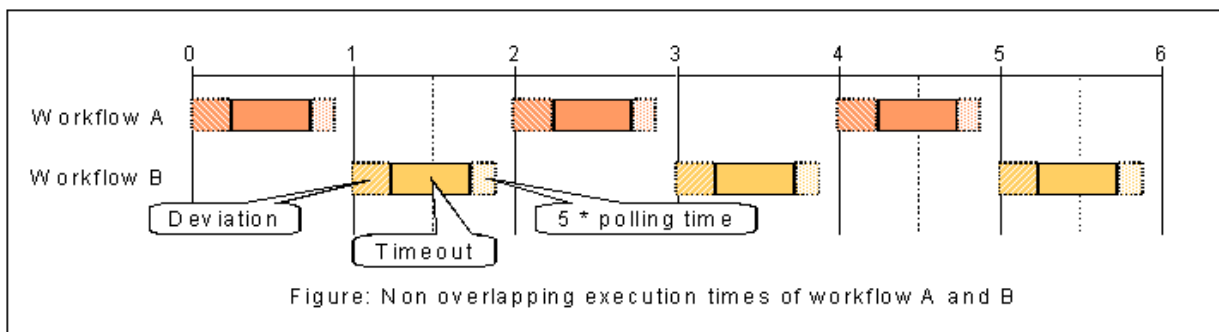 0 1 2 3 4 5 6
Workflow A
Workflow B
Deviation
5 * polling time
Timeout
Figure: Non overlapping execution times of workflow A and B